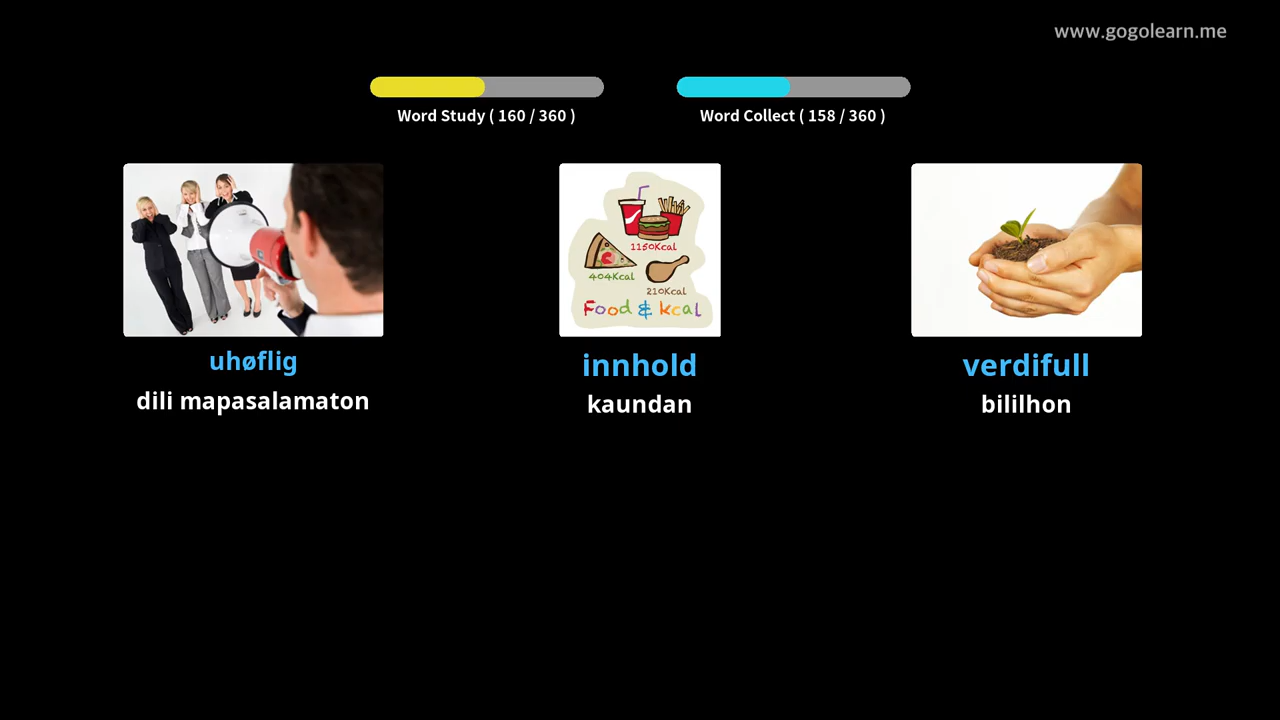 www.gogolearn.me
Word Study ( 160 / 360 )
Word Collect ( 158 / 360 )
1150Kcal
404Kcal
210Kcal
Food & kcal
uhøflig
innhold
verdifull
dili mapasalamaton
kaundan
bililhon